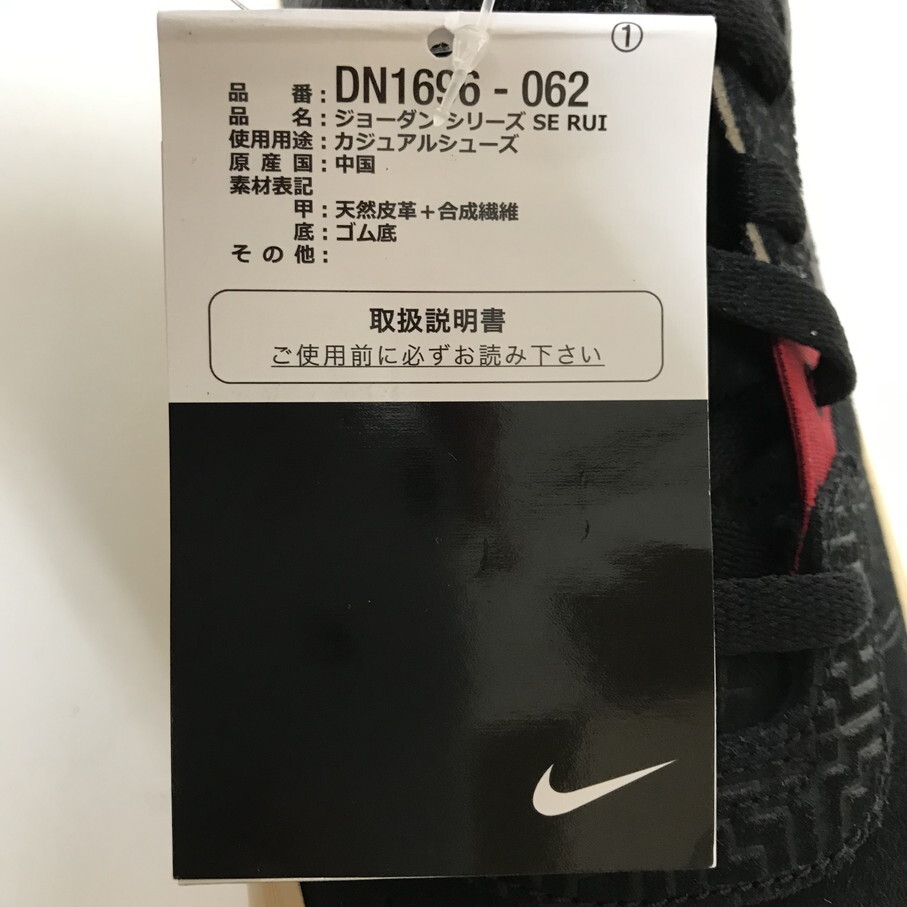 ①
品 番：DN1696 - 062
品 名：ジョーダン シリーズ SE RUI
使用用途：カジュアルシューズ
原 産 国：中国
素材表記
甲：天然皮革＋合成繊維
底：ゴム底
そ の 他：
取扱説明書
ご使用前に必ずお読み下さい